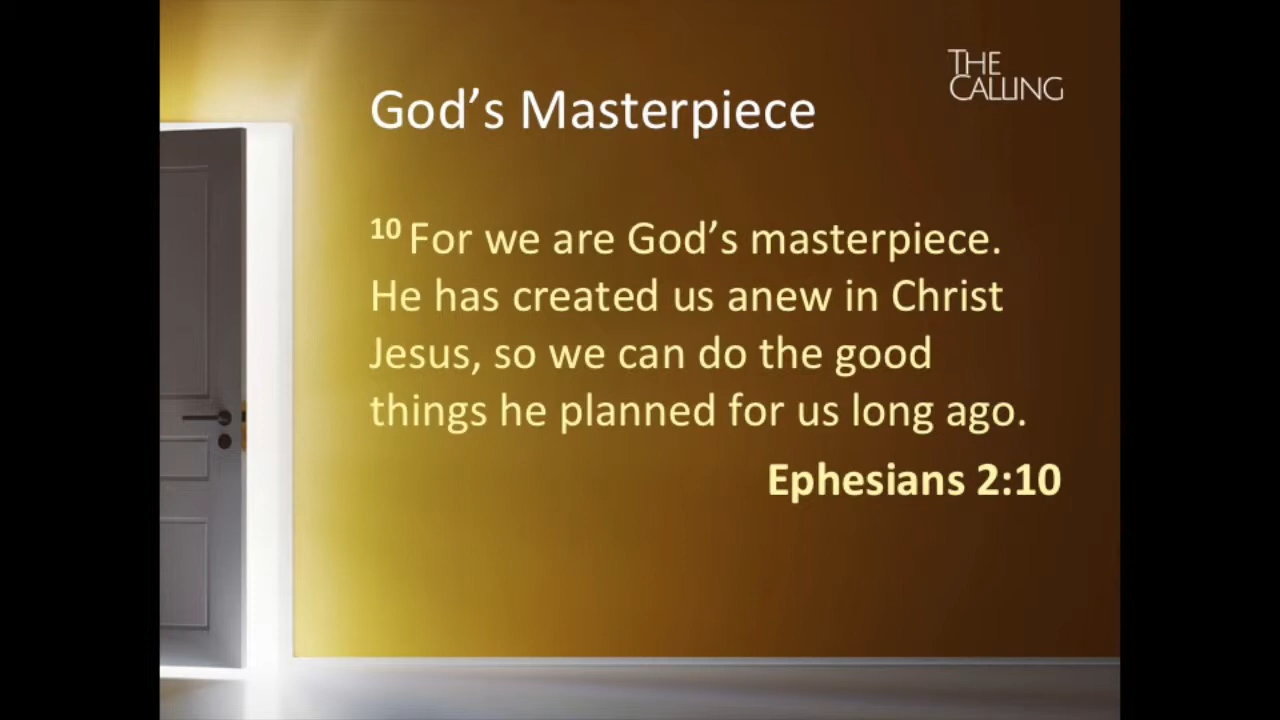 THE
CALLING
God’s Masterpiece
10 For we are God’s masterpiece.
He has created us anew in Christ
Jesus, so we can do the good
things he planned for us long ago.
Ephesians 2:10